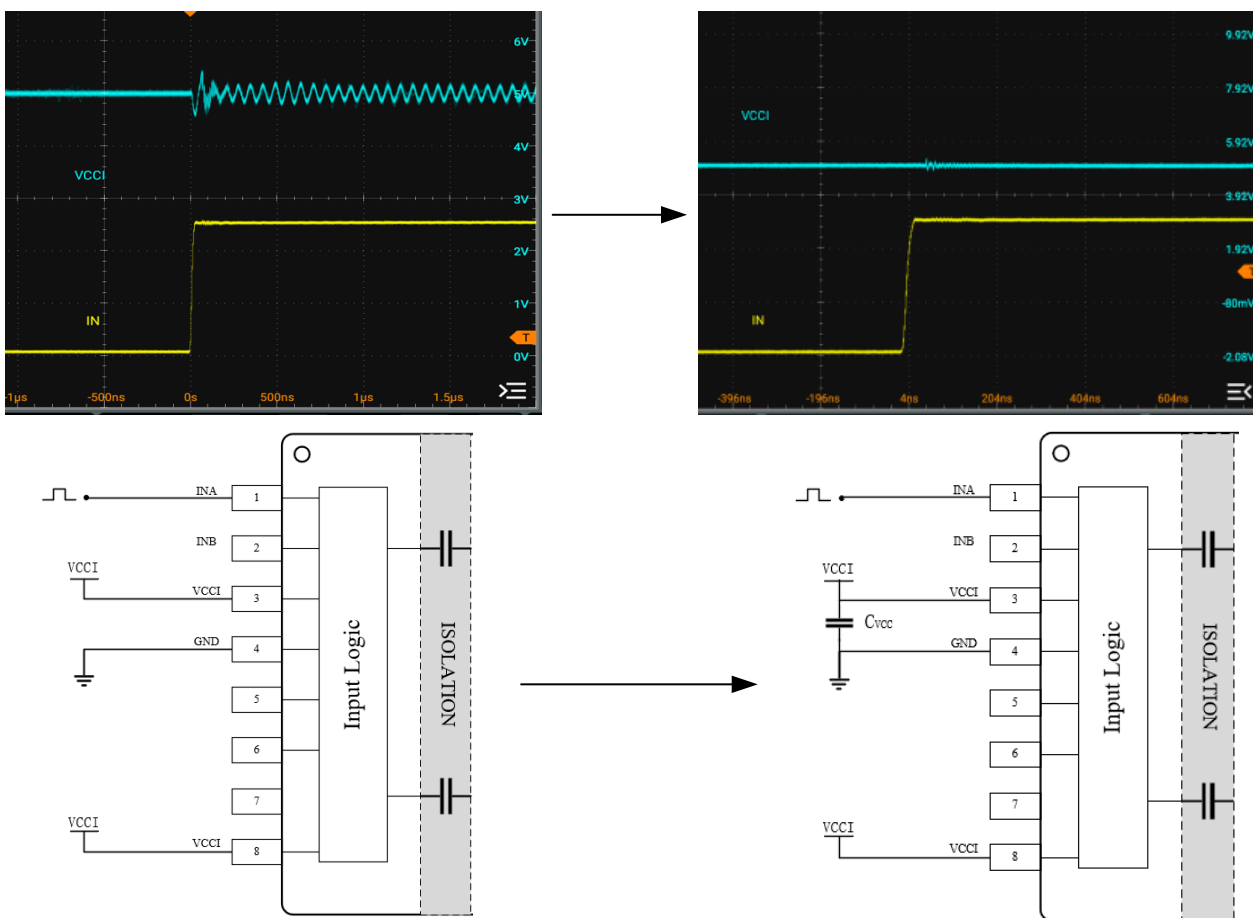 6V
5V
4V
VCCI
3V
2V
1V
IN
T
0V
-1µs
-500ns
0s
500ns
1µs
1.5µs
9.92V
7.92V
VCCI
5.92V
3.92V
1.92V
-80mV
IN
-2.08V
-396ns
-196ns
4ns
204ns
404ns
604ns
INA
1
INB
2
VCCI
VCCI
3
GND
4
5
6
7
VCCI
VCCI
8
Input Logic
ISOLATION
INA
1
INB
2
VCCI
VCCI
3
CVCC
GND
4
5
6
7
VCCI
VCCI
8
Input Logic
ISOLATION